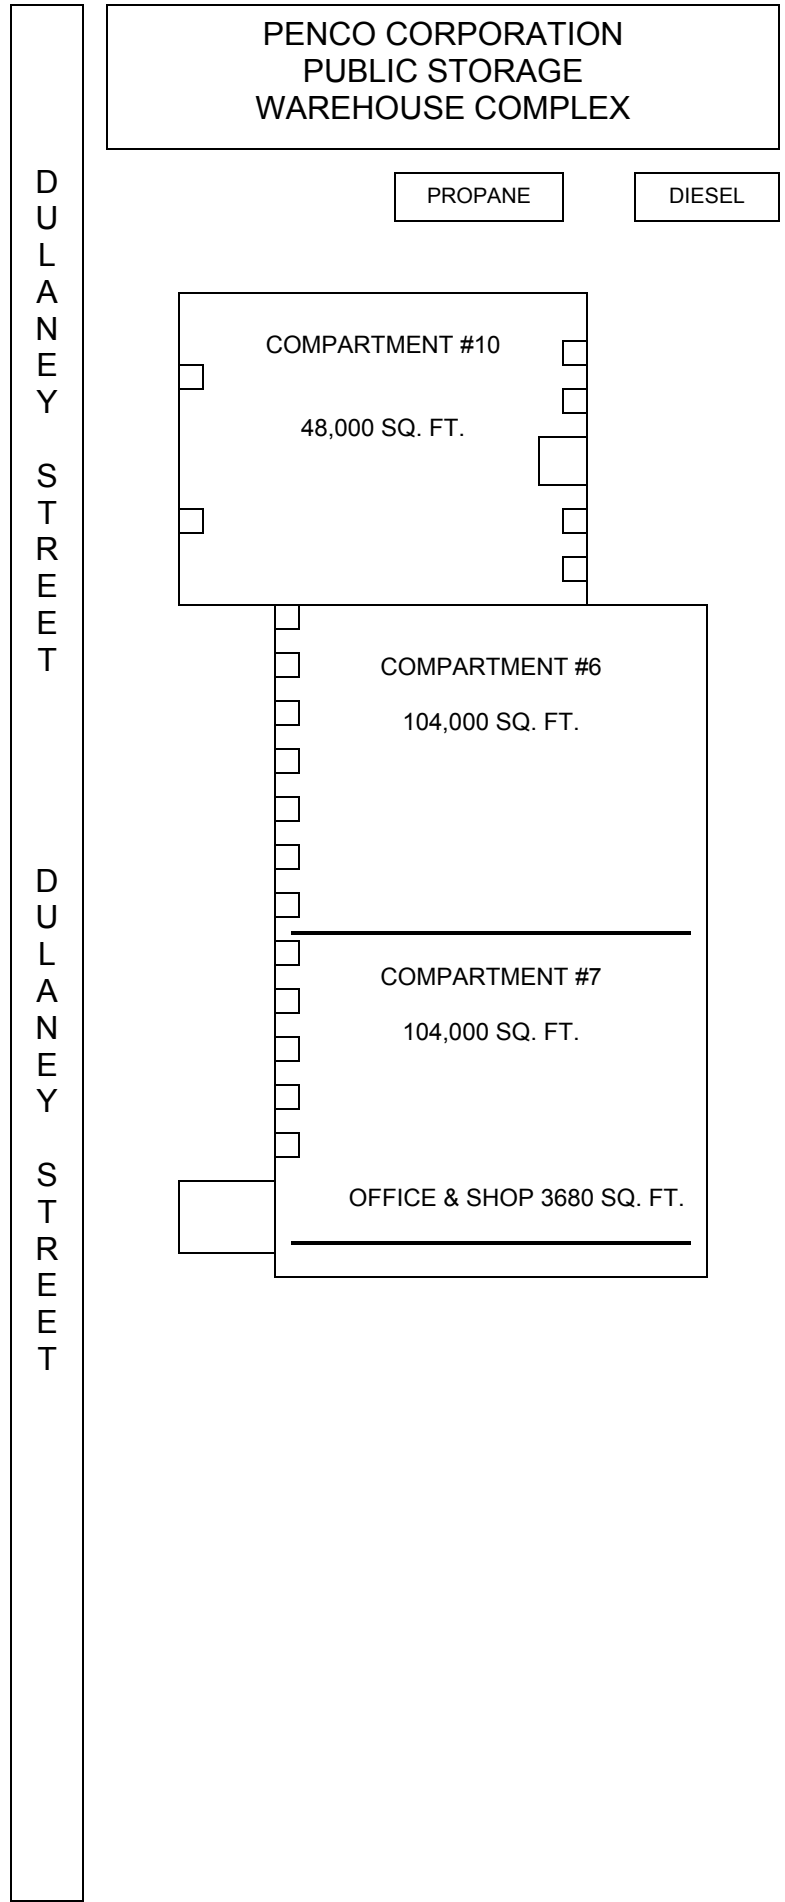 PENCO CORPORATION
PUBLIC STORAGE
WAREHOUSE COMPLEX
PROPANE
DIESEL
DULANEY STREET
COMPARTMENT #10
48,000 SQ. FT.
COMPARTMENT #6
104,000 SQ. FT.
DULANEY STREET
COMPARTMENT #7
104,000 SQ. FT.
OFFICE & SHOP 3680 SQ. FT.